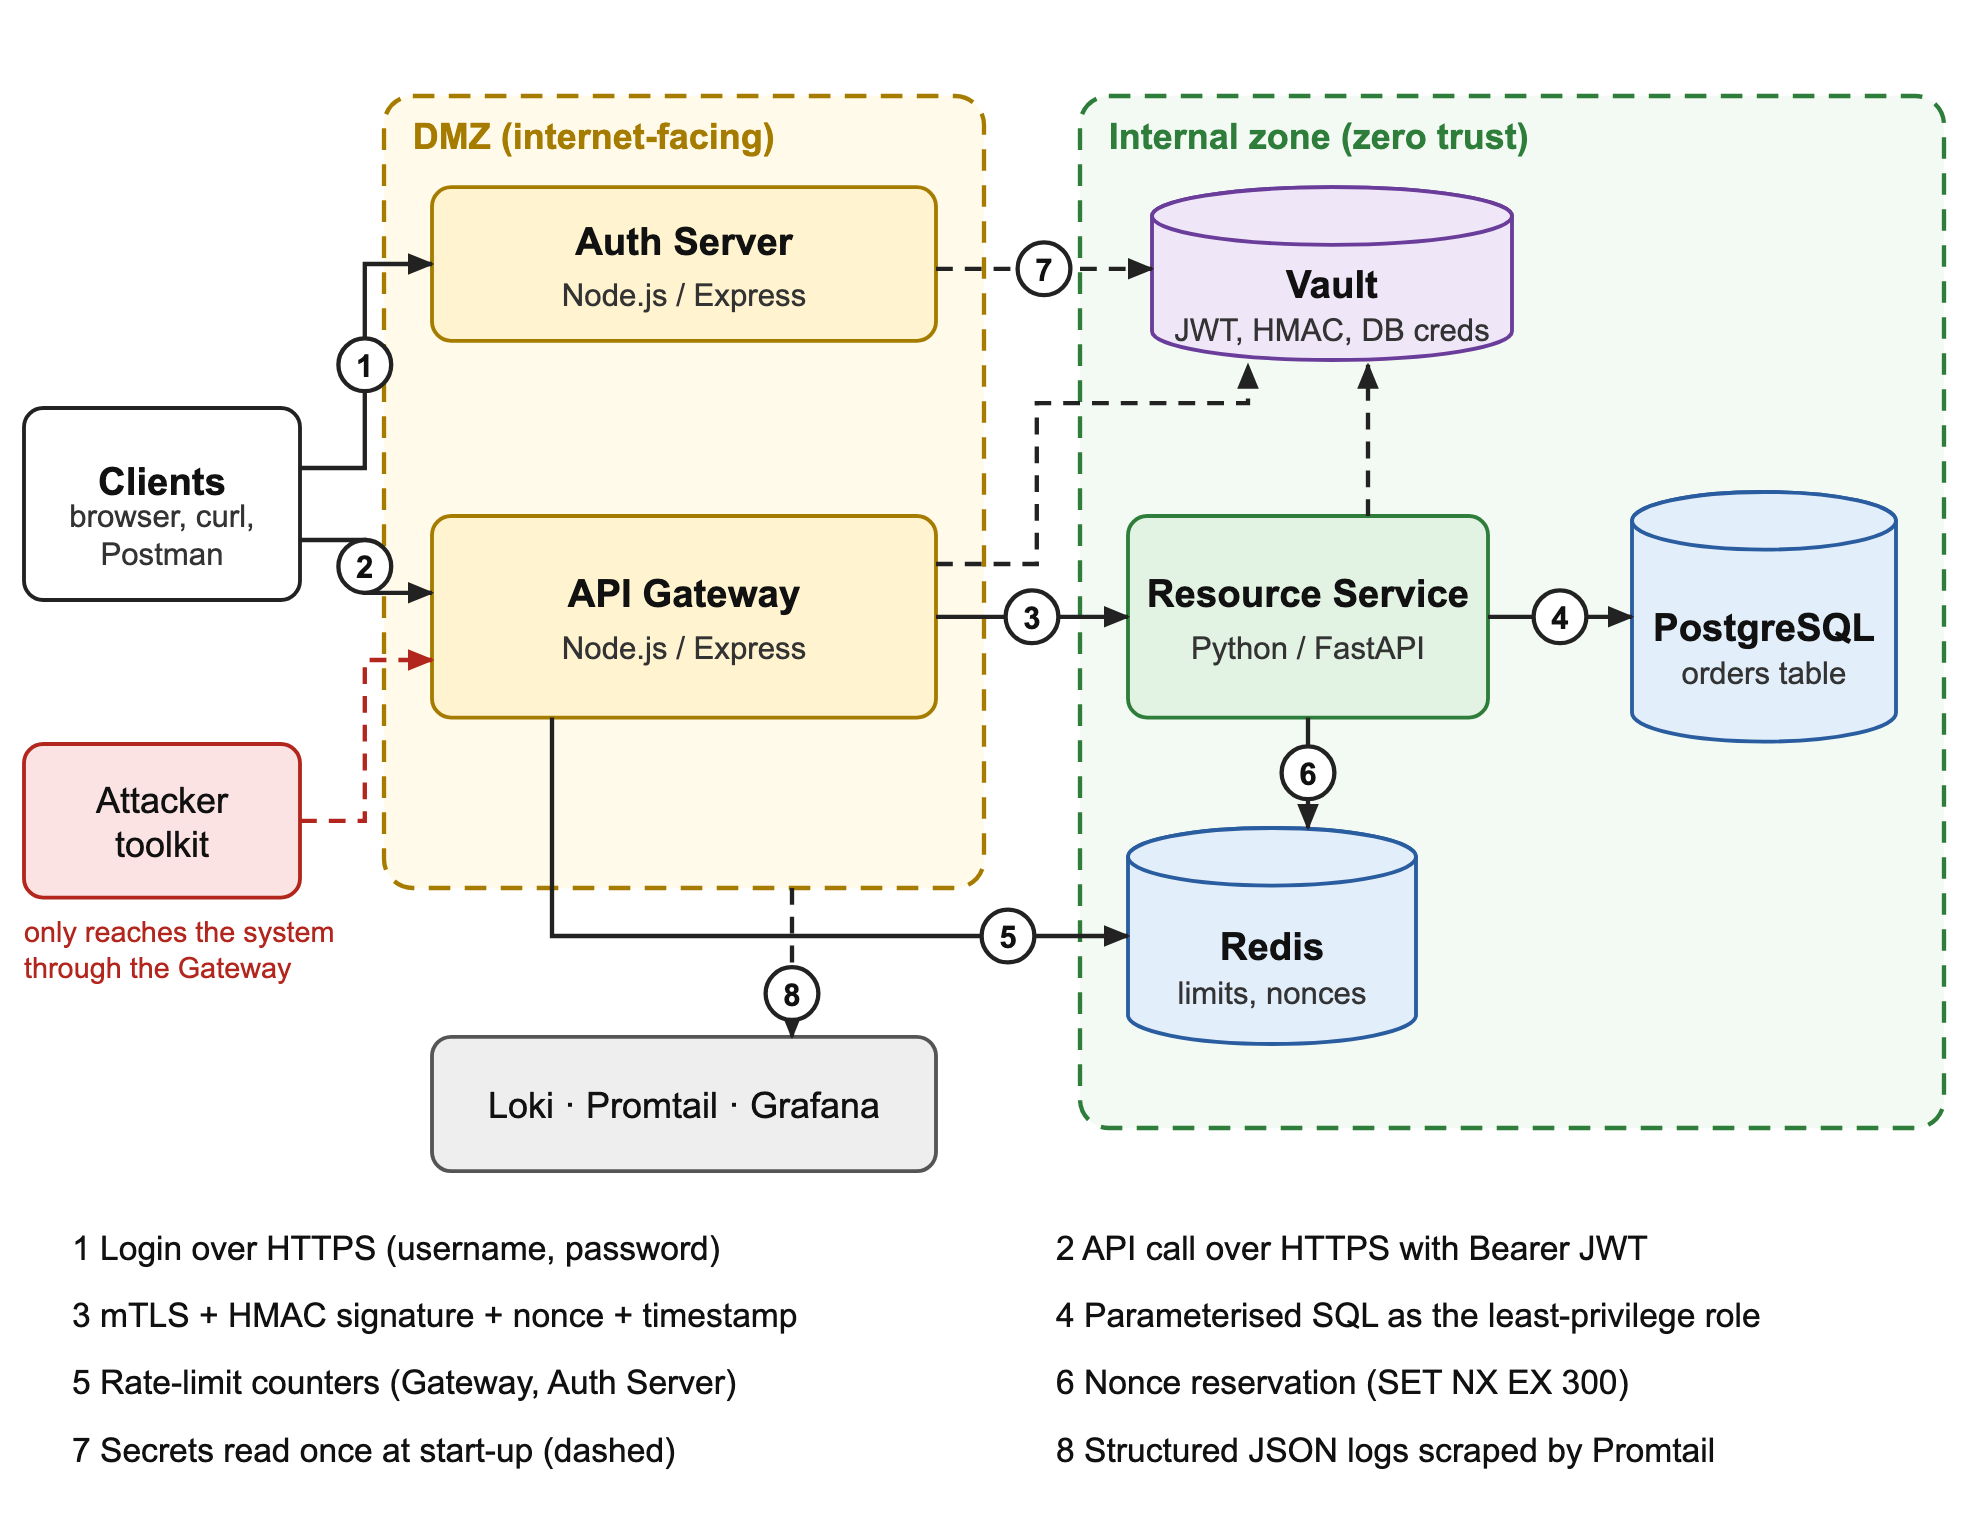 DMZ (internet-facing)
Internal zone (zero trust)
Auth Server
Node.js / Express
7
Vault
JWT, HMAC, DB creds
1
Clients
browser, curl,
Postman
2
API Gateway
Node.js / Express
3
Resource Service
Python / FastAPI
4
PostgreSQL
orders table
Attacker
toolkit
only reaches the system
through the Gateway
6
5
Redis
limits, nonces
8
Loki · Promtail · Grafana
1 Login over HTTPS (username, password)
2 API call over HTTPS with Bearer JWT
3 mTLS + HMAC signature + nonce + timestamp
4 Parameterised SQL as the least-privilege role
5 Rate-limit counters (Gateway, Auth Server)
6 Nonce reservation (SET NX EX 300)
7 Secrets read once at start-up (dashed)
8 Structured JSON logs scraped by Promtail